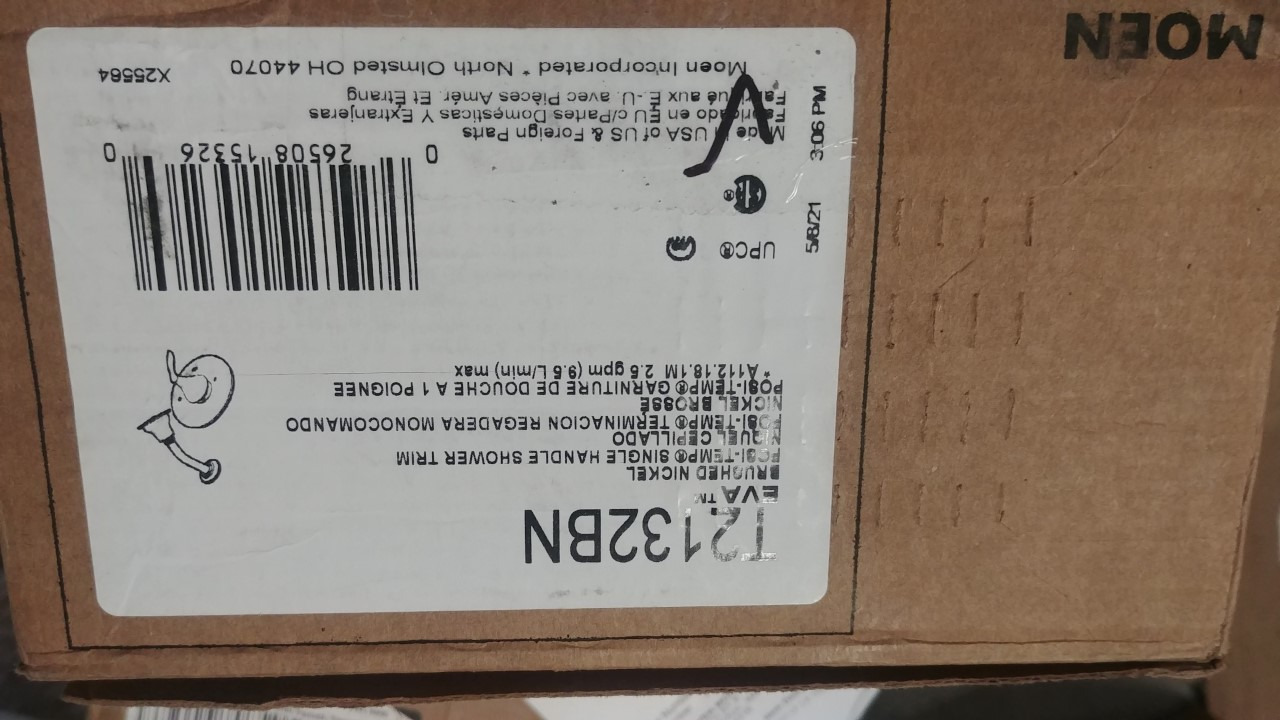 MOEN
T2132BN
EVA™
BRUSHED NICKEL
POSI-TEMP® SINGLE HANDLE SHOWER TRIM
NIQUEL CEPILLADO
POSI-TEMP® TERMINACION REGADERA MONOCOMANDO
NICKEL BROSSÉ
POSI-TEMP® GARNITURE DE DOUCHE A 1 POIGNEE
*A112.18.1M 2.5 gpm (9.5 L/min) max
UPC®
5/8/21 3:06 PM
0 26508 15326 0
Made in USA of US & Foreign Parts
Fabricado en EU c/Partes Domesticas Y Extranjeras
Fabriqué aux E.-U. avec Pièces Amér. Et Étrang
Moen Incorporated * North Olmsted OH 44070
X25564